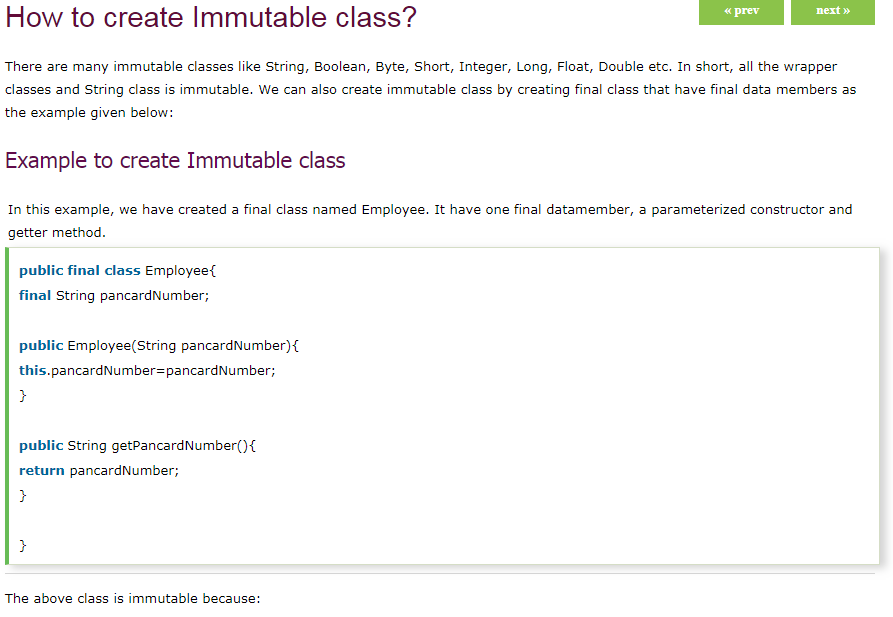 How to create Immutable class?
« prev
next »
There are many immutable classes like String, Boolean, Byte, Short, Integer, Long, Float, Double etc. In short, all the wrapper
classes and String class is immutable. We can also create immutable class by creating final class that have final data members as
the example given below:
Example to create Immutable class
In this example, we have created a final class named Employee. It have one final datamember, a parameterized constructor and
getter method.
public final class Employee{
final String pancardNumber;
public Employee(String pancardNumber){
this.pancardNumber=pancardNumber;
}
public String getPancardNumber(){
return pancardNumber;
}
}
The above class is immutable because: